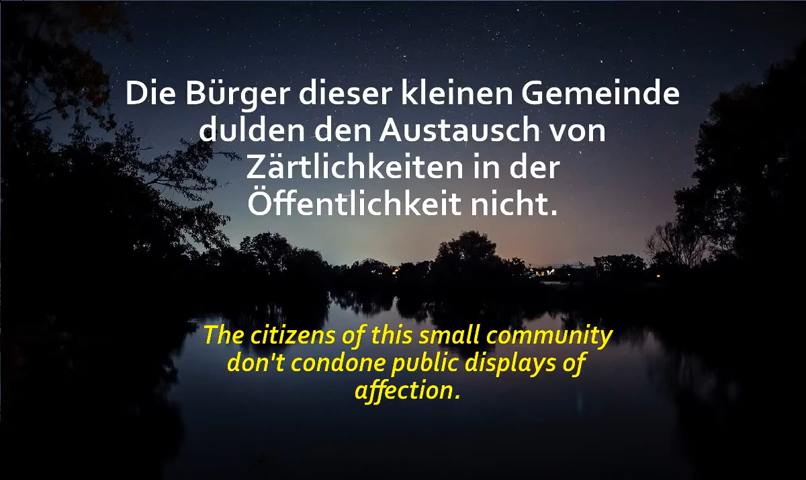 Die Bürger dieser kleinen Gemeinde
dulden den Austausch von
Zärtlichkeiten in der
Öffentlichkeit nicht.
The citizens of this small community
don't condone public displays of
affection.